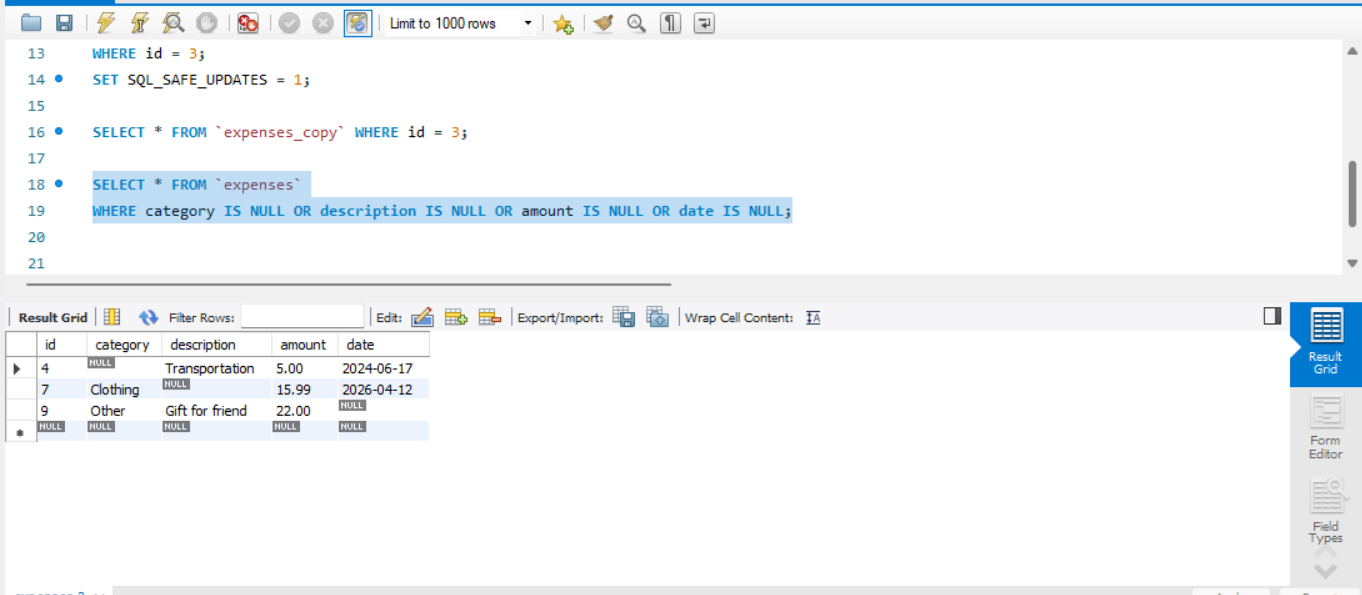 Limit to 1000 rows
13 WHERE id = 3;
14 SET SQL_SAFE_UPDATES = 1;
15
16 SELECT * FROM `expenses_copy` WHERE id = 3;
17
18 SELECT * FROM `expenses`
19 WHERE category IS NULL OR description IS NULL OR amount IS NULL OR date IS NULL;
20
21
Result Grid Filter Rows: Edit: Export/Import: Wrap Cell Content: IA
id category description amount date
4 NULL Transportation 5.00 2024-06-17
7 Clothing NULL 15.99 2026-04-12
9 Other Gift for friend 22.00 NULL
NULL NULL NULL NULL NULL
Result
Grid
Form
Editor
Field
Types